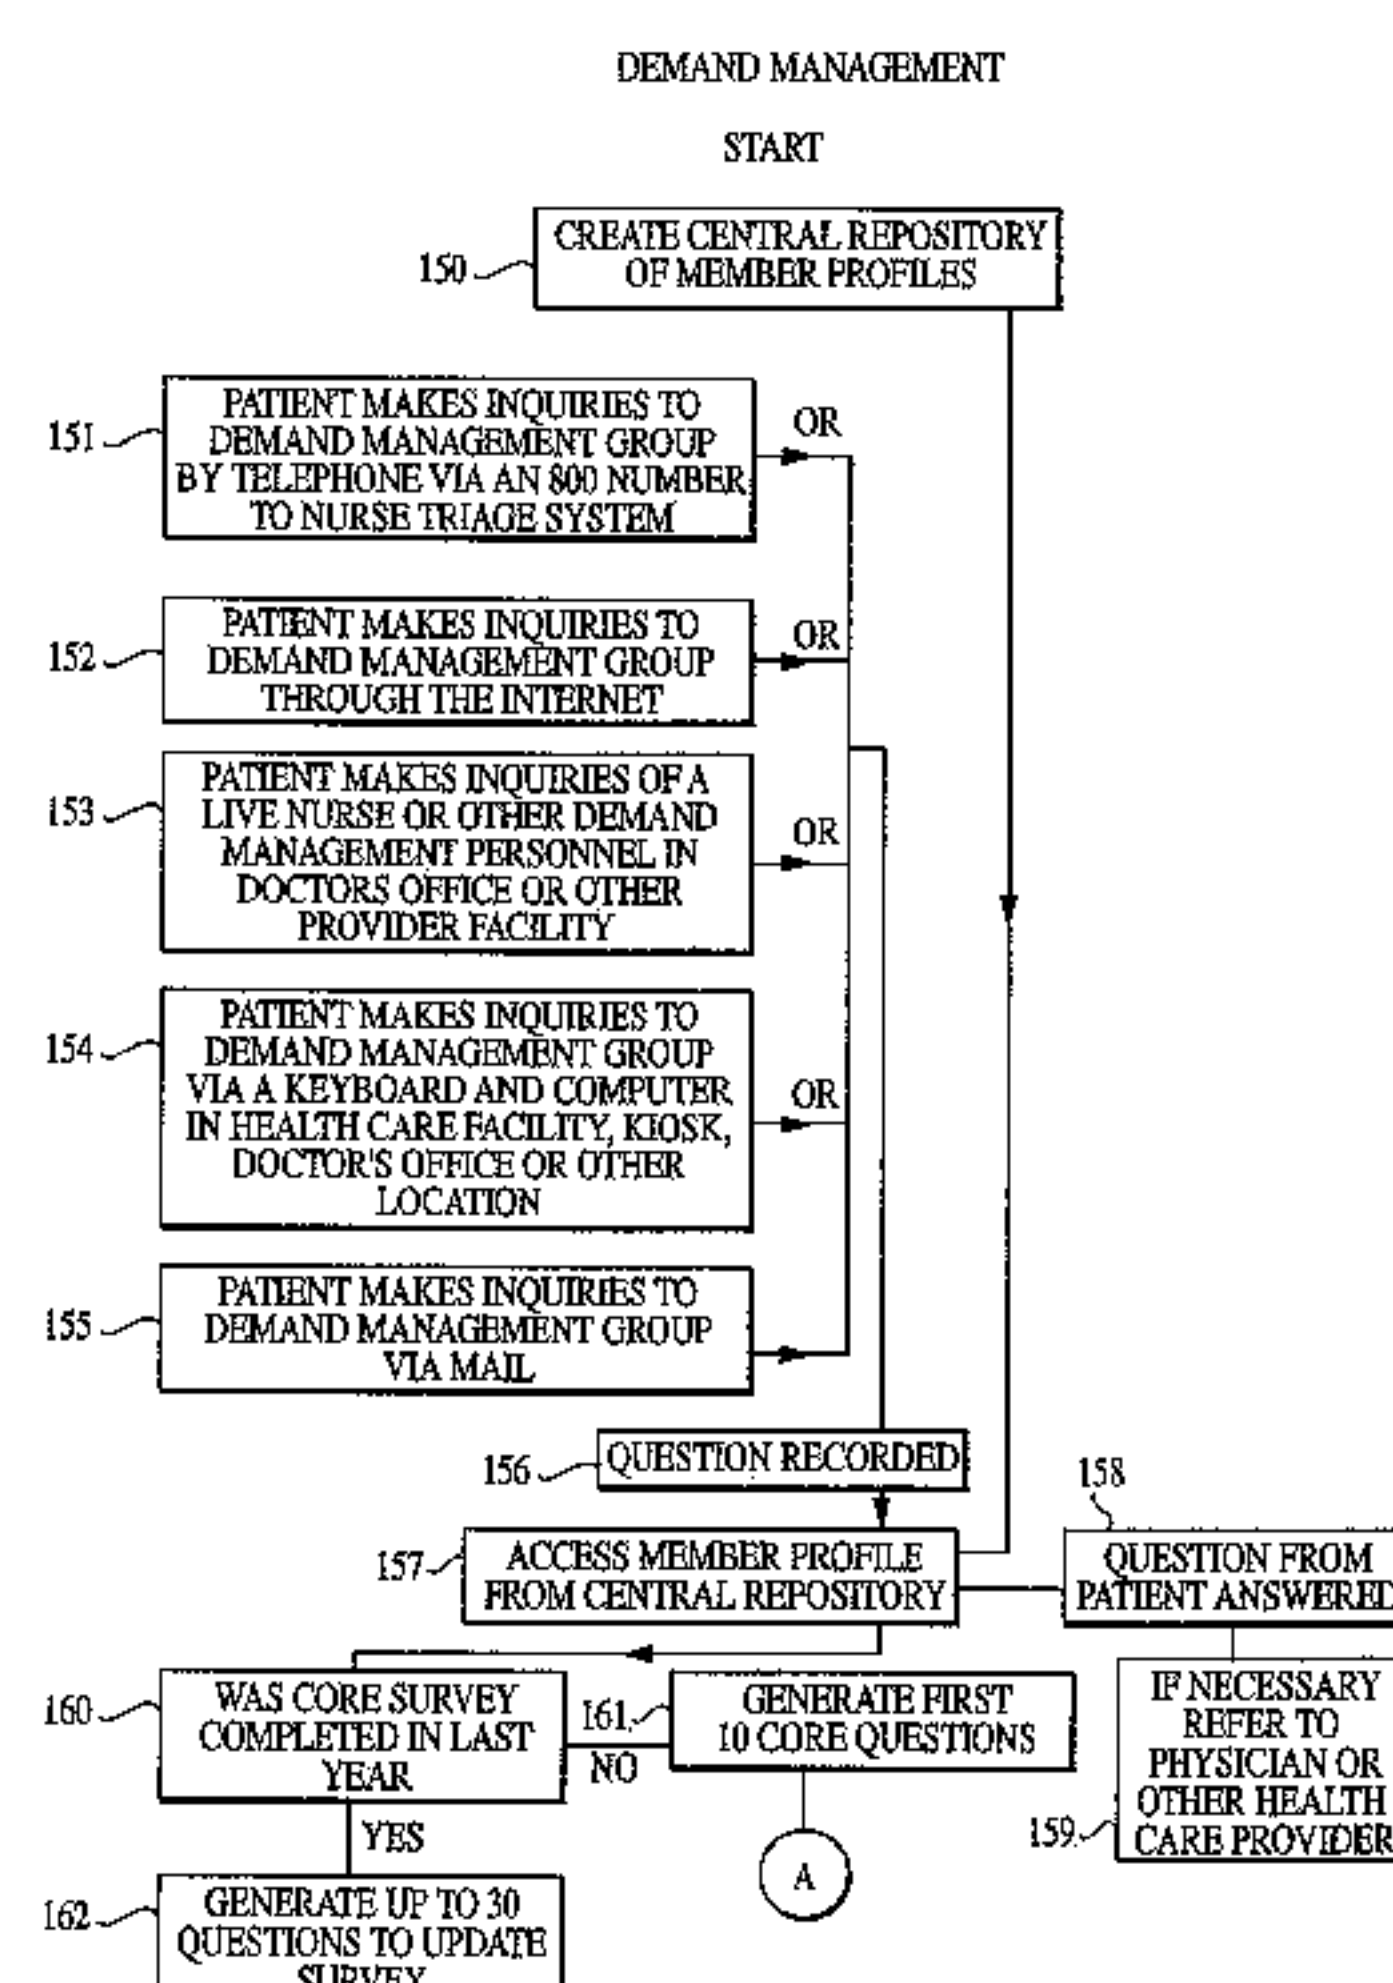 DEMAND MANAGEMENT
START
CREATE CENTRAL REPOSITORY
OF MEMBER PROFILES
150
PATIENT MAKES INQUIRIES TO
DEMAND MANAGEMENT GROUP
BY TELEPHONE VIA AN 800 NUMBER
TO NURSE TRIAGE SYSTEM
151
OR
PATIENT MAKES INQUIRIES TO
DEMAND MANAGEMENT GROUP
THROUGH THE INTERNET
152
OR
PATIENT MAKES INQUIRIES OF A
LIVE NURSE OR OTHER DEMAND
MANAGEMENT PERSONNEL IN
DOCTORS OFFICE OR OTHER
PROVIDER FACILITY
153
OR
PATIENT MAKES INQUIRIES TO
DEMAND MANAGEMENT GROUP
VIA A KEYBOARD AND COMPUTER
IN HEALTH CARE FACILITY, KIOSK,
DOCTOR'S OFFICE OR OTHER
LOCATION
154
OR
PATIENT MAKES INQUIRIES TO
DEMAND MANAGEMENT GROUP
VIA MAIL
155
156
QUESTION RECORDED
157
ACCESS MEMBER PROFILE
FROM CENTRAL REPOSITORY
158
QUESTION FROM
PATIENT ANSWERED
IF NECESSARY
REFER TO
PHYSICIAN OR
OTHER HEALTH
CARE PROVIDER
159
160
WAS CORE SURVEY
COMPLETED IN LAST
YEAR
161
NO
GENERATE FIRST
10 CORE QUESTIONS
A
YES
162
GENERATE UP TO 30
QUESTIONS TO UPDATE
SURVEY